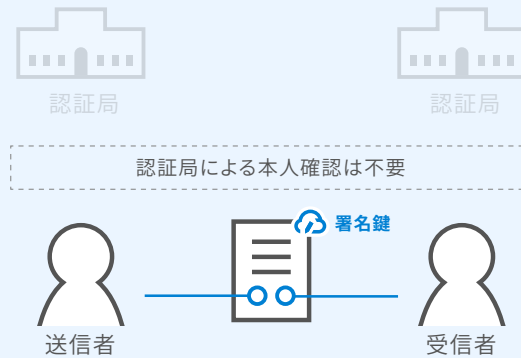 認証局
認証局
認証局による本人確認は不要
署名鍵
送信者
受信者